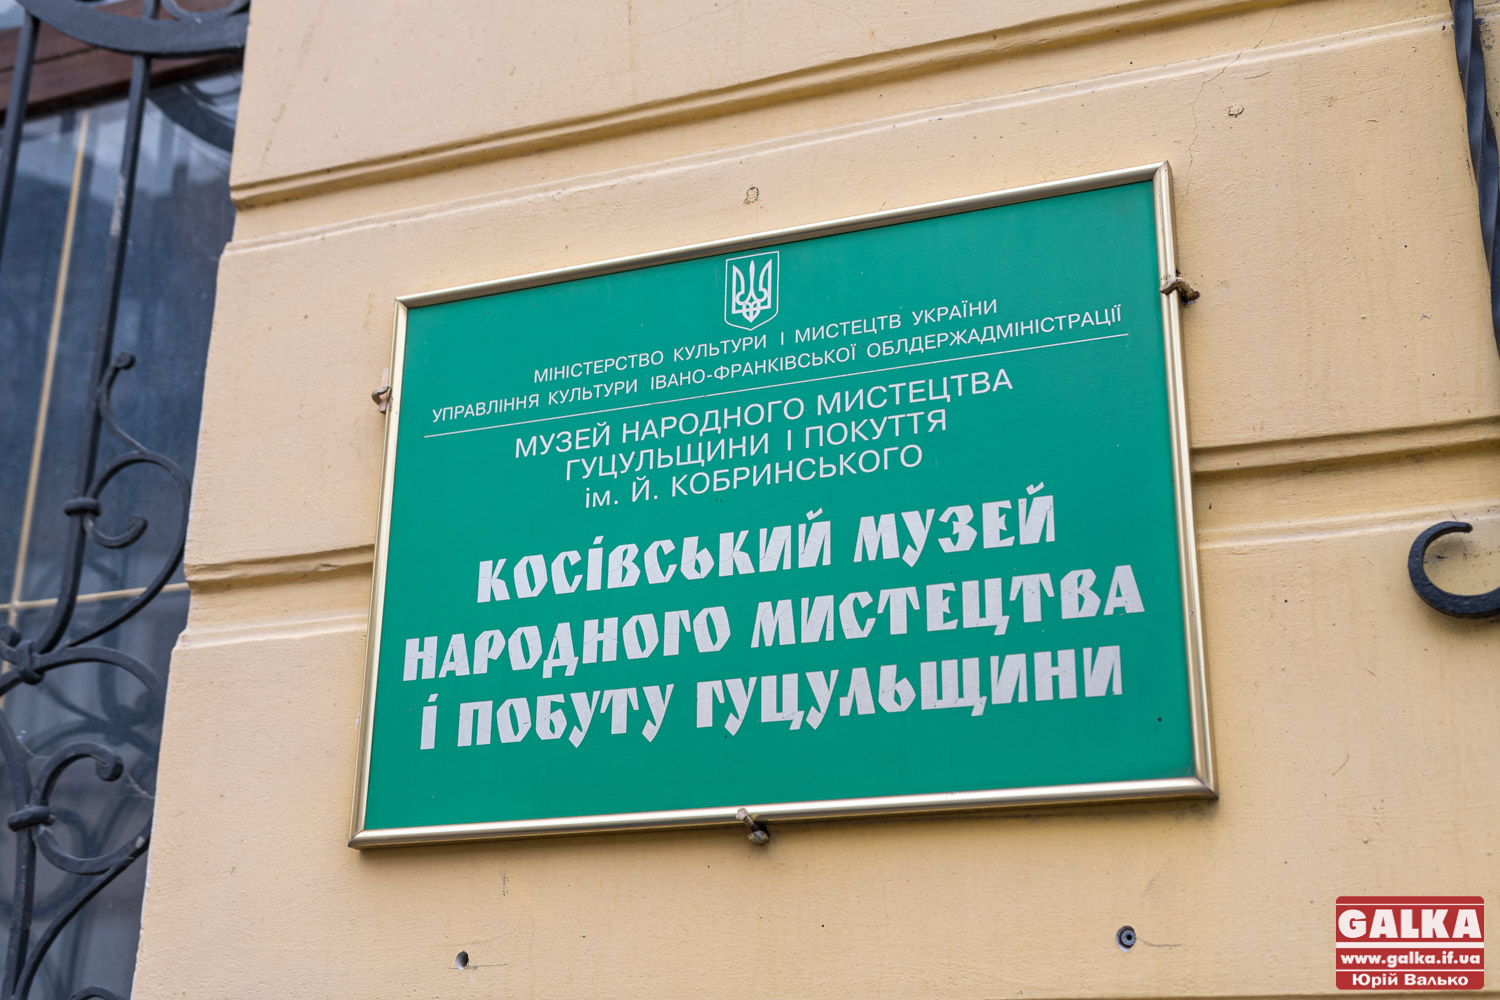 МІНІСТЕРСТВО КУЛЬТУРИ І МИСТЕЦТВ УКРАЇНИ
УПРАВЛІННЯ КУЛЬТУРИ ІВАНО-ФРАНКІВСЬКОЇ ОБЛДЕРЖАДМІНІСТРАЦІЇ
МУЗЕЙ НАРОДНОГО МИСТЕЦТВА
ГУЦУЛЬЩИНИ І ПОКУТТЯ
ім. Й. КОБРИНСЬКОГО
КОСІВСЬКИЙ МУЗЕЙ
НАРОДНОГО МИСТЕЦТВА
І ПОБУТУ ГУЦУЛЬЩИНИ
GALKA
www.galka.if.ua
Юрій Валько